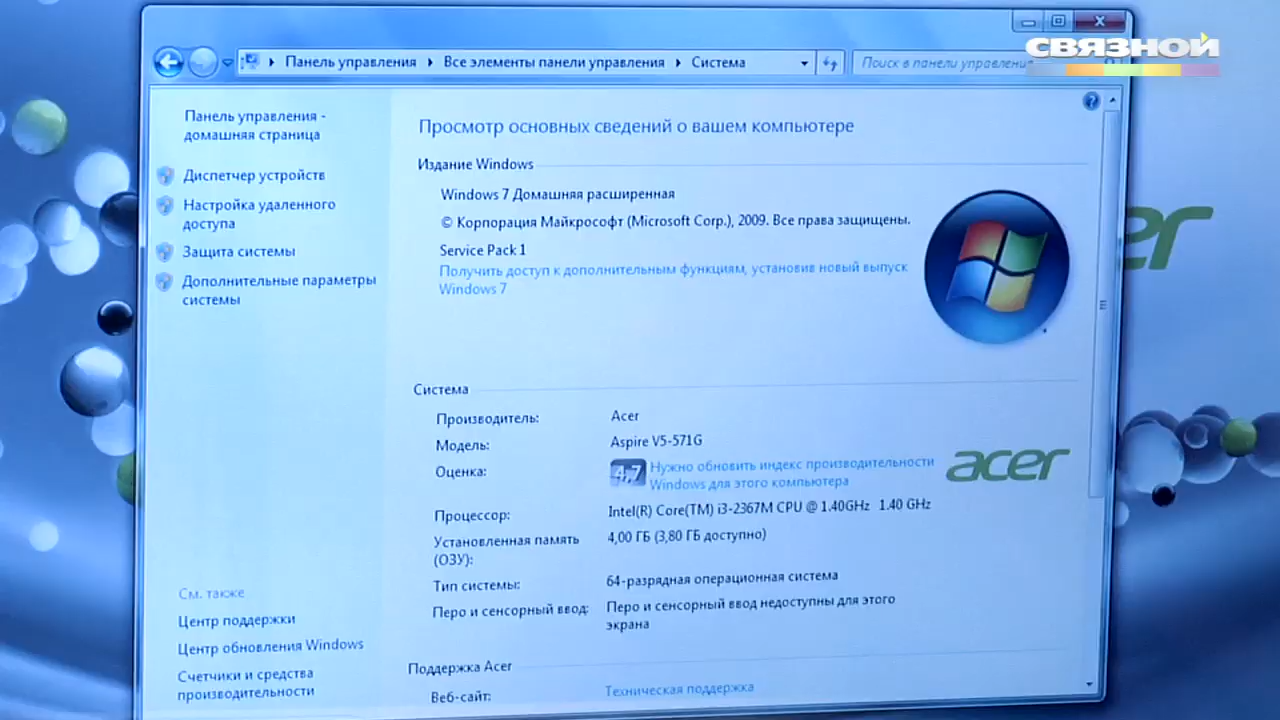 связной
Панель управления
Все элементы панели управления
Система
Поиск в панели управления
Панель управления -
домашняя страница
Диспетчер устройств
Настройка удаленного
доступа
Защита системы
Дополнительные параметры
системы
Просмотр основных сведений о вашем компьютере
Издание Windows
Windows 7 Домашняя расширенная
© Корпорация Майкрософт (Microsoft Corp.), 2009. Все права защищены.
Service Pack 1
Получить доступ к дополнительным функциям, установив новый выпуск
Windows 7
er
Система
Производитель: Acer
Модель: Aspire V5-571G
Оценка: 4,7 Нужно обновить индекс производительности
Windows для этого компьютера
acer
Процессор: Intel(R) Core(TM) i3-2367M CPU @ 1.40GHz 1.40 GHz
Установленная память
(ОЗУ):
4,00 ГБ (3,80 ГБ доступно)
Тип системы: 64-разрядная операционная система
Перо и сенсорный ввод: Перо и сенсорный ввод недоступны для этого
экрана
См. также
Центр поддержки
Центр обновления Windows
Счетчики и средства
производительности
Поддержка Acer
Веб-сайт: Техническая поддержка